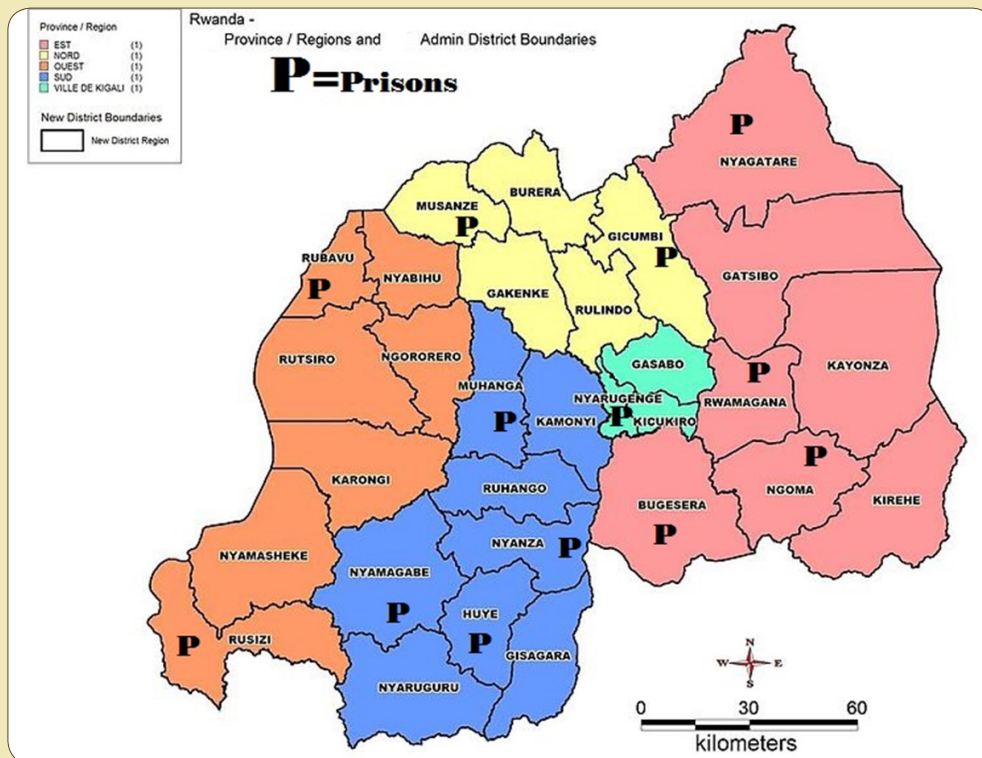 Rwanda -
Province / Regions and Admin District Boundaries
P=Prisons
Province / Region
EST (1)
NORD (1)
OUEST (1)
SUD (1)
VILLE DE KIGALI (1)
New District Boundaries
New District Region
P
NYAGATARE
BURERA
MUSANZE
P
GICUMBI
P
RUBAVU
P
NYABIHU
GATSIBO
GAKENKE
RULINDO
RUTSIRO
NGORORERO
GASABO
KAYONZA
MUHANGA
P
KAMONYI
NYARUGENGE
P
KICUKIRO
P
RWAMAGANA
KARONGI
RUHANGO
P
NGOMA
KIREHE
BUGESERA
P
NYANZA
P
NYAMASHEKE
NYAMAGABE
P
HUYE
P
GISAGARA
P
RUSIZI
NYARUGURU
N
W
E
S
0 30 60
kilometers